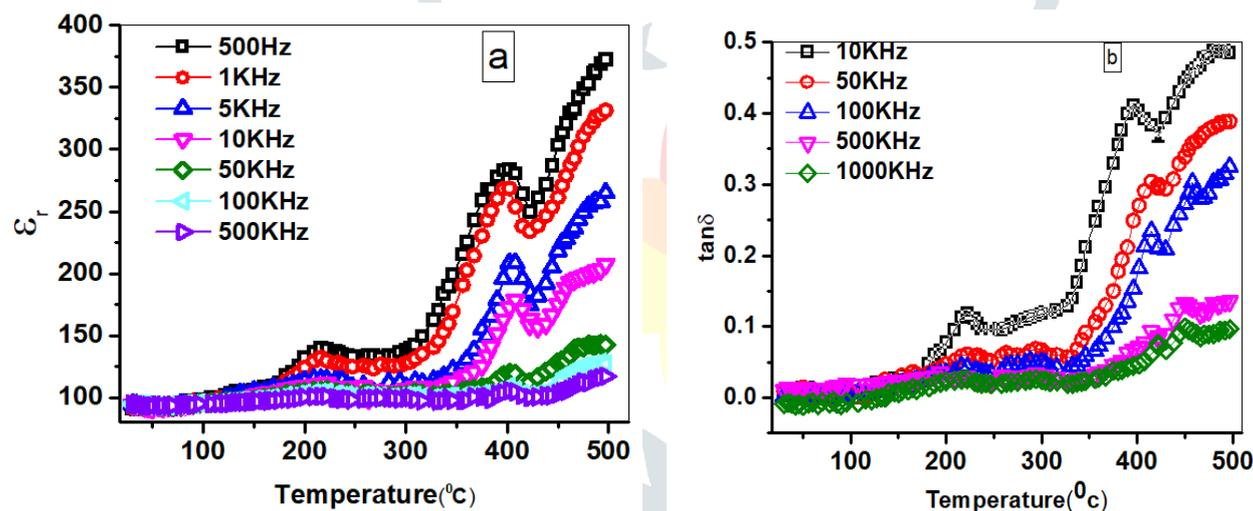 a
500Hz
1KHz
5KHz
10KHz
50KHz
100KHz
500KHz
400
350
300
250
200
150
100
εr
100 200 300 400 500
Temperature(⁰C)
b
10KHz
50KHz
100KHz
500KHz
1000KHz
0.5
0.4
0.3
0.2
0.1
0.0
tanδ
100 200 300 400 500
Temperature(⁰c)